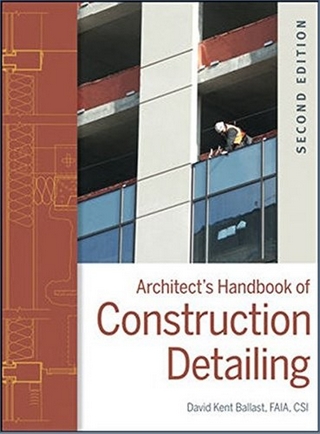 SECOND EDITION
Architect's Handbook of
Construction
Detailing
David Kent Ballast, FAIA, CSI